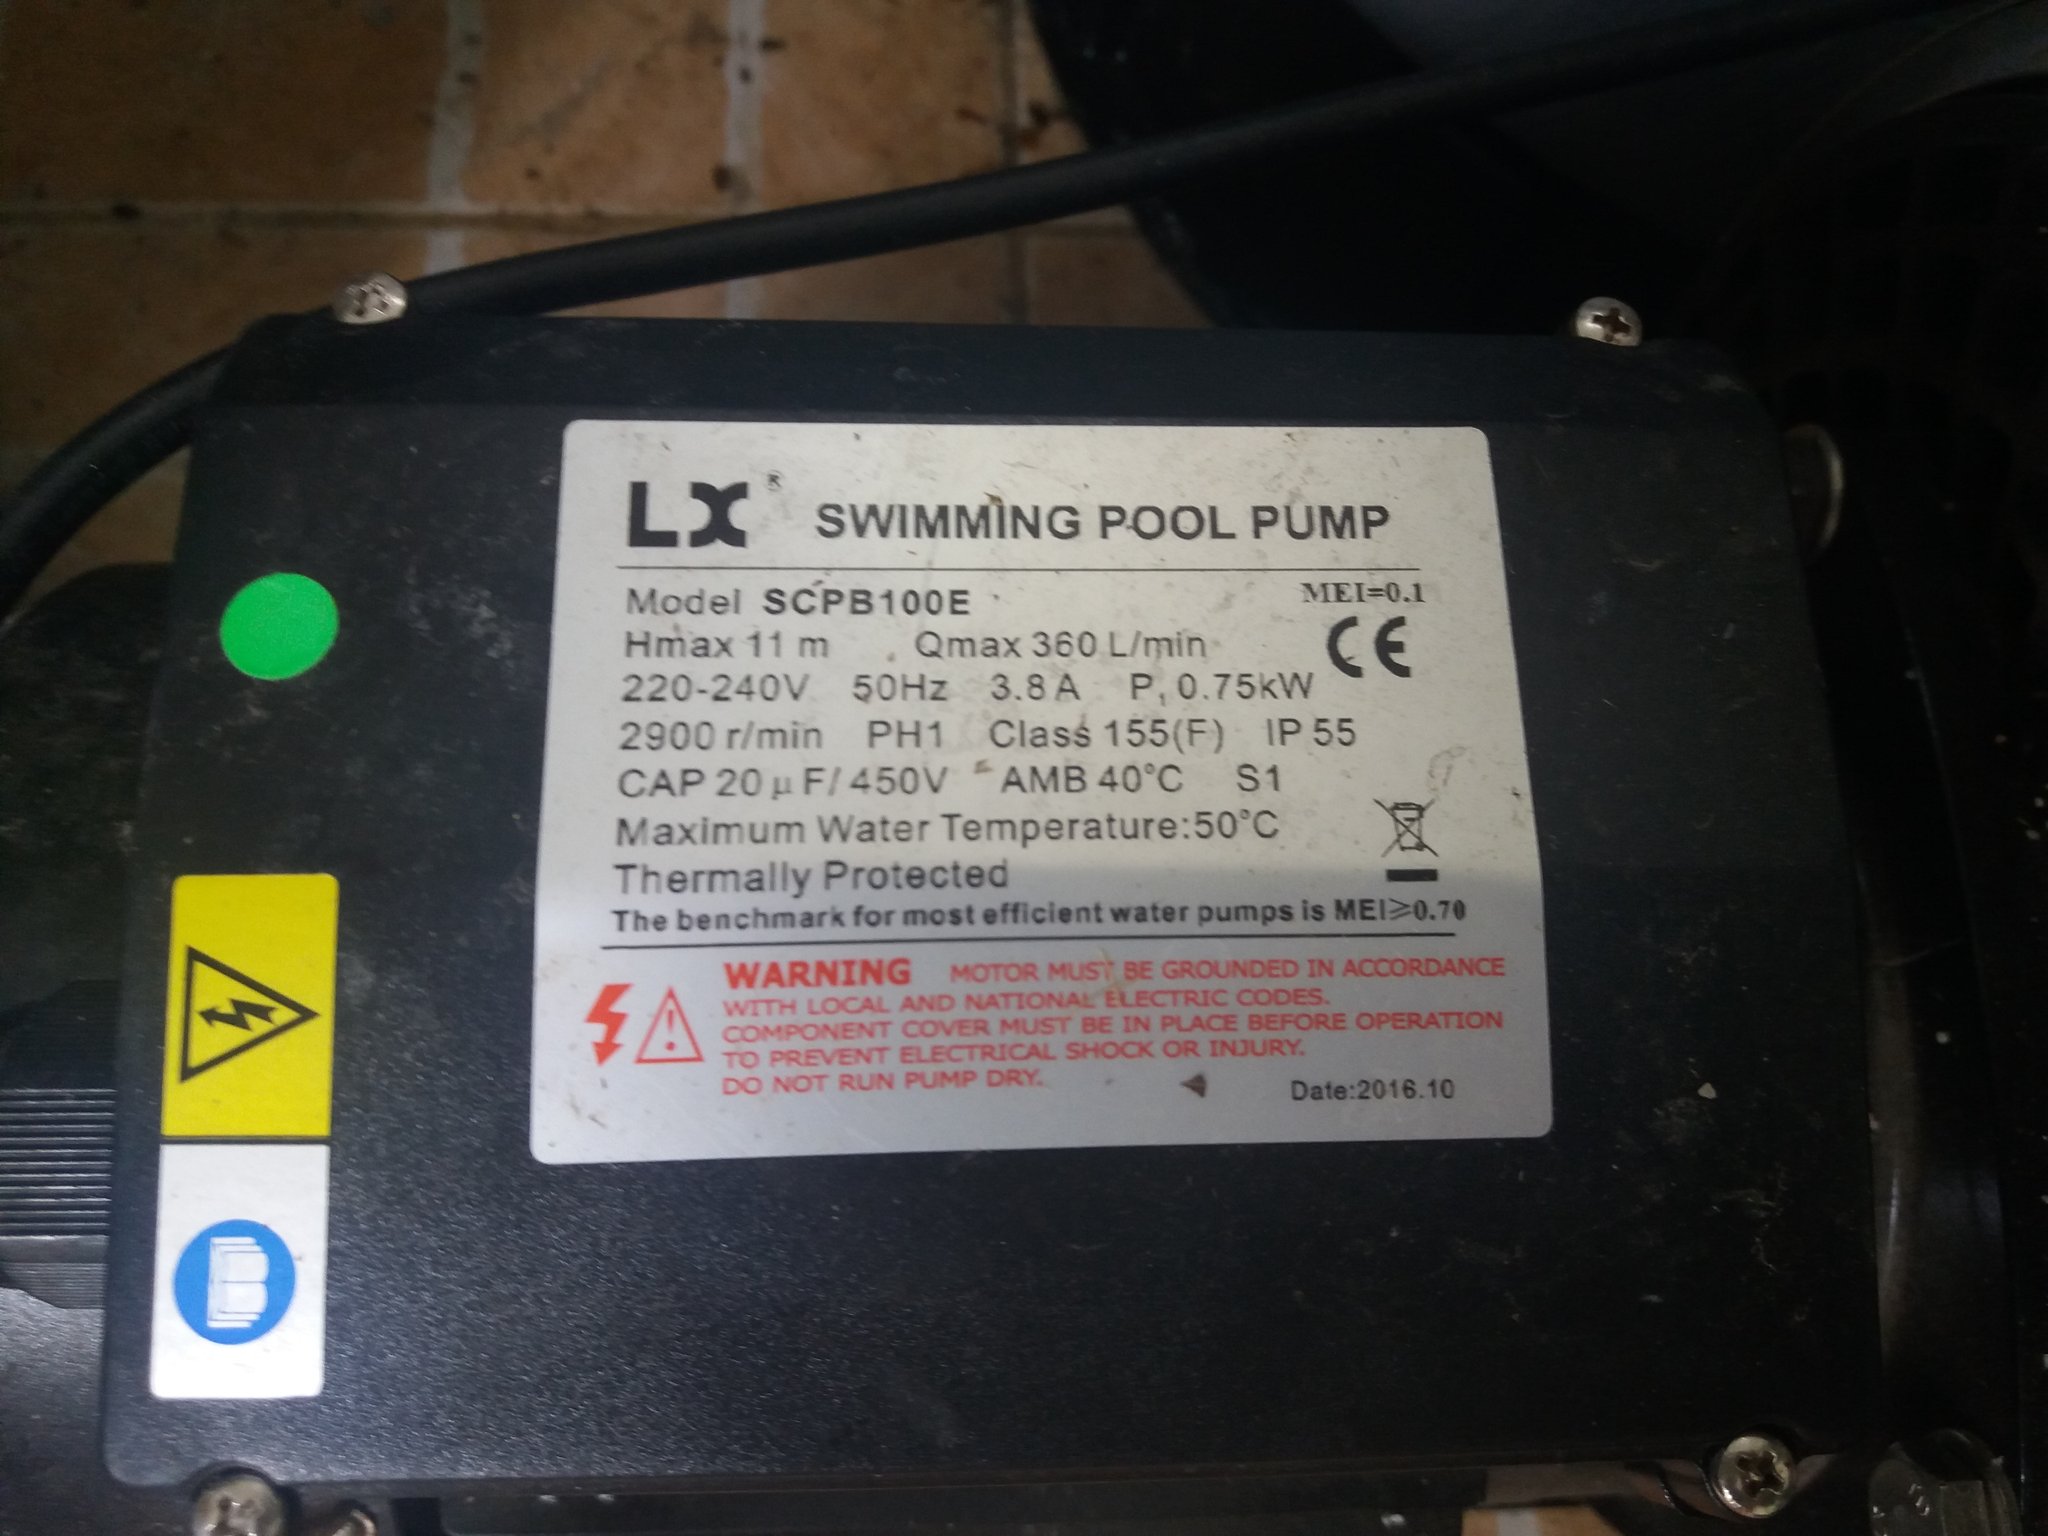 LX® SWIMMING POOL PUMP
Model SCPB100E MEI=0.1
Hmax 11 m Qmax 360 L/min CE
220-240V 50Hz 3.8 A P, 0.75kW
2900 r/min PH1 Class 155(F) IP 55
CAP 20 μF/ 450V AMB 40°C S1
Maximum Water Temperature:50°C
Thermally Protected
The benchmark for most efficient water pumps is MEI≥0.70
WARNING MOTOR MUST BE GROUNDED IN ACCORDANCE
WITH LOCAL AND NATIONAL ELECTRIC CODES.
COMPONENT COVER MUST BE IN PLACE BEFORE OPERATION
TO PREVENT ELECTRICAL SHOCK OR INJURY.
DO NOT RUN PUMP DRY.
Date:2016.10